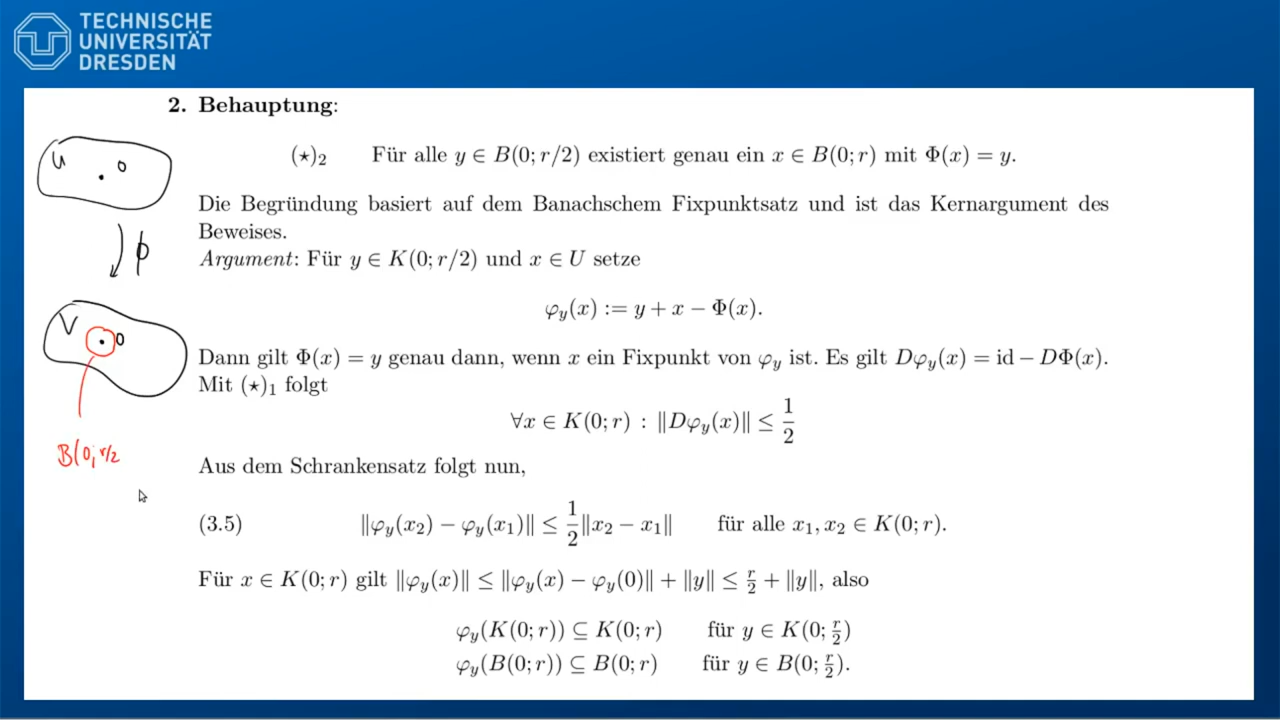 TECHNISCHE
UNIVERSITÄT
DRESDEN
2. Behauptung:
(⋆)₂ Für alle y ∈ B(0; r/2) existiert genau ein x ∈ B(0; r) mit Φ(x) = y.
Die Begründung basiert auf dem Banachschem Fixpunktsatz und ist das Kernargument des
Beweises.
Argument: Für y ∈ K(0; r/2) und x ∈ U setze
φ_y(x) := y + x − Φ(x).
Dann gilt Φ(x) = y genau dann, wenn x ein Fixpunkt von φ_y ist. Es gilt Dφ_y(x) = id − DΦ(x).
Mit (⋆)₁ folgt
∀x ∈ K(0; r) : ‖Dφ_y(x)‖ ≤ 1/2
Aus dem Schrankensatz folgt nun,
(3.5) ‖φ_y(x₂) − φ_y(x₁)‖ ≤ 1/2 ‖x₂ − x₁‖ für alle x₁, x₂ ∈ K(0; r).
Für x ∈ K(0; r) gilt ‖φ_y(x)‖ ≤ ‖φ_y(x) − φ_y(0)‖ + ‖y‖ ≤ r/2 + ‖y‖, also
φ_y(K(0; r)) ⊆ K(0; r) für y ∈ K(0; r/2)
φ_y(B(0; r)) ⊆ B(0; r) für y ∈ B(0; r/2).
U 0
ϕ
V 0
B(0; r/2